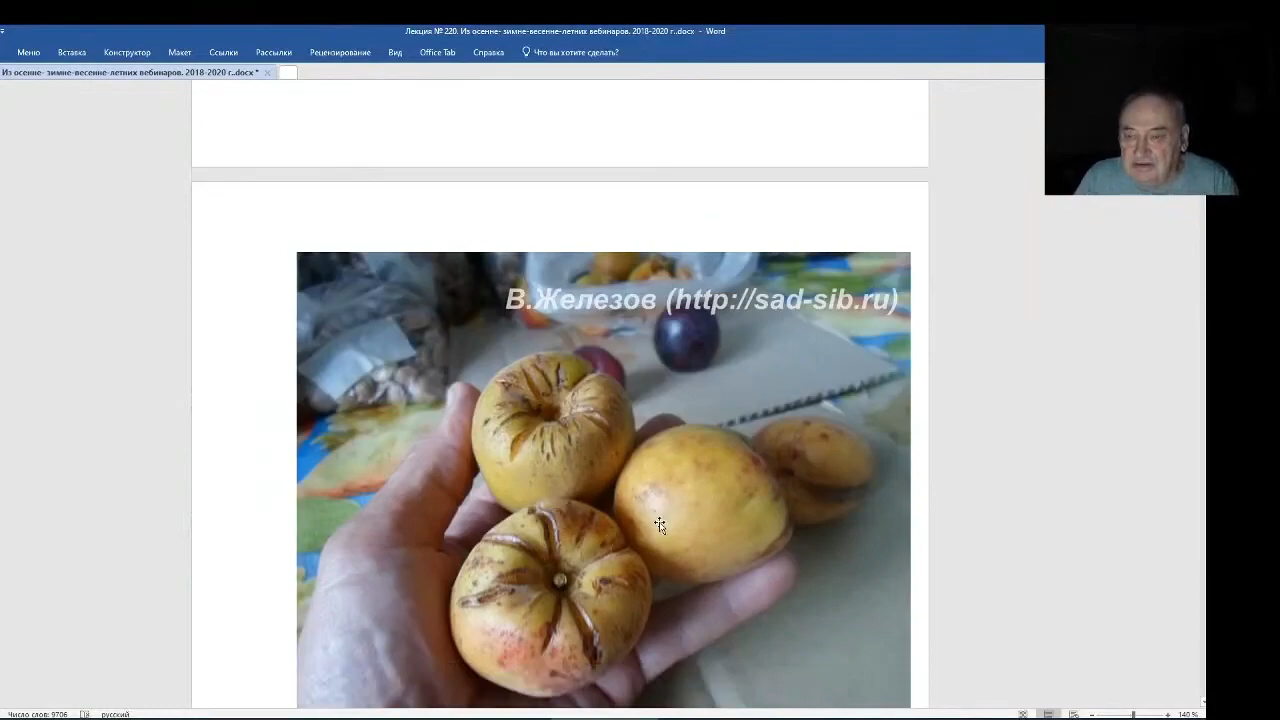 Лекция № 220. Из осенне- зимне-весенне-летних вебинаров. 2018-2020 г..docx - Word
Меню Вставка Конструктор Макет Ссылки Рассылки Рецензирование Вид Office Tab Справка Что вы хотите сделать?
Из осенне- зимне-весенне-летних вебинаров. 2018-2020 г..docx *
В.Железов (http://sad-sib.ru)
Число слов: 9706 русский 140 %